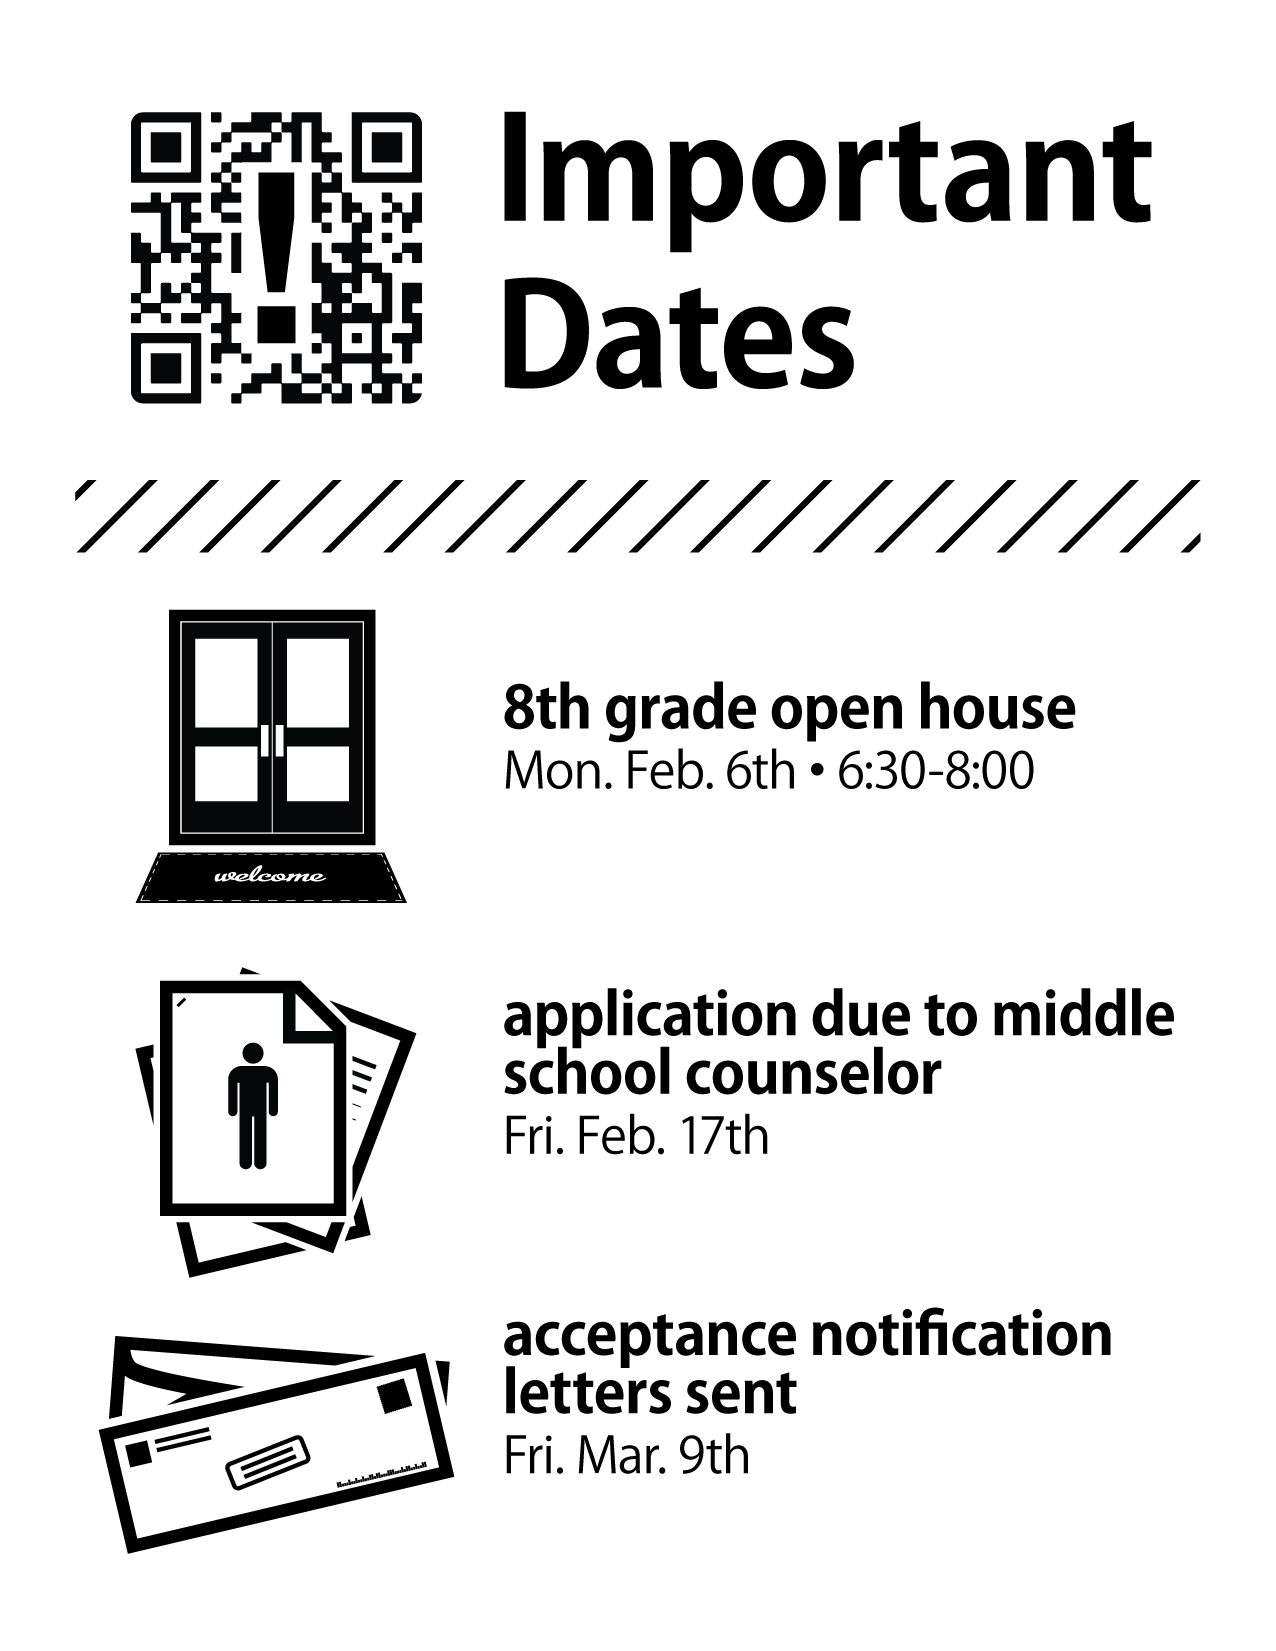 Important
Dates
welcome
8th grade open house
Mon. Feb. 6th • 6:30-8:00
application due to middle
school counselor
Fri. Feb. 17th
acceptance notification
letters sent
Fri. Mar. 9th